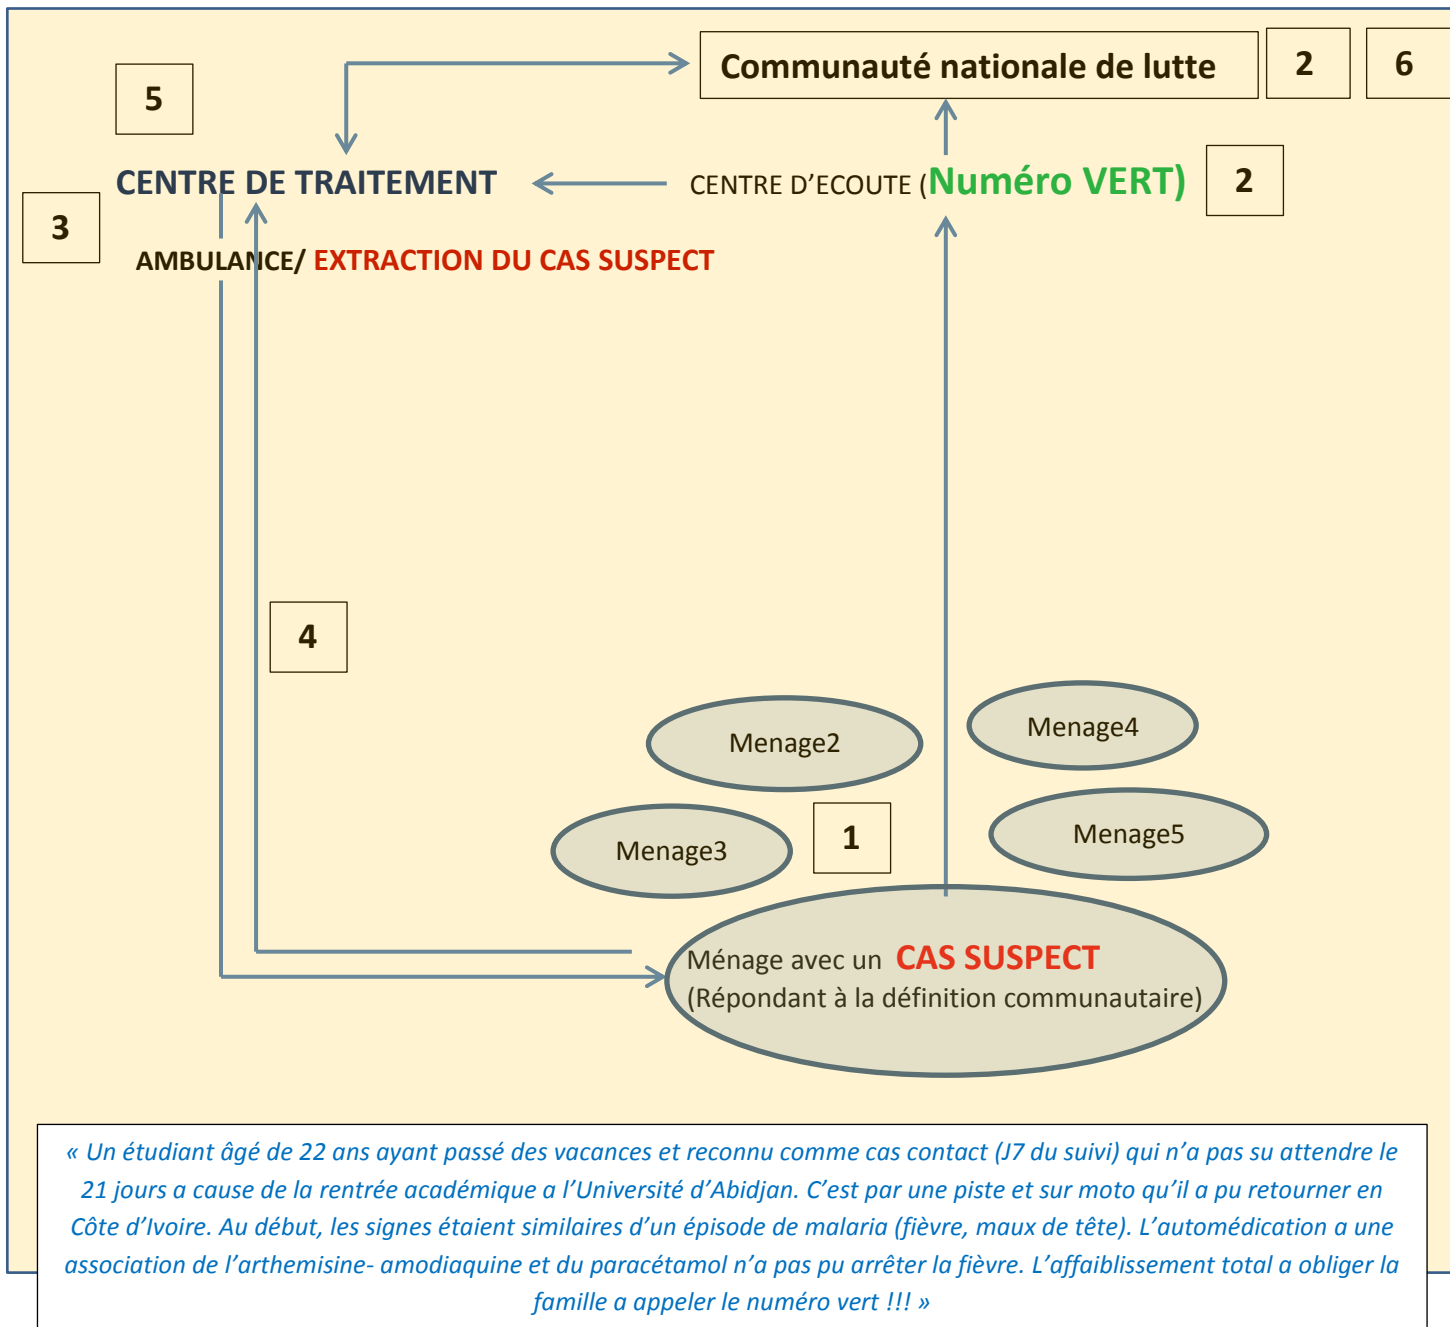 Communauté nationale de lutte
2
6
5
CENTRE DE TRAITEMENT
CENTRE D'ECOUTE (Numéro VERT)
2
3
AMBULANCE/ EXTRACTION DU CAS SUSPECT
4
Menage2
Menage4
Menage3
1
Menage5
Ménage avec un CAS SUSPECT
(Répondant à la définition communautaire)
« Un étudiant âgé de 22 ans ayant passé des vacances et reconnu comme cas contact (J7 du suivi) qui n'a pas su attendre le
21 jours a cause de la rentrée académique a l'Université d'Abidjan. C'est par une piste et sur moto qu'il a pu retourner en
Côte d'Ivoire. Au début, les signes étaient similaires d'un épisode de malaria (fièvre, maux de tête). L'automédication a une
association de l'arthemisine- amodiaquine et du paracétamol n'a pas pu arrêter la fièvre. L'affaiblissement total a obliger la
famille a appeler le numéro vert !!! »